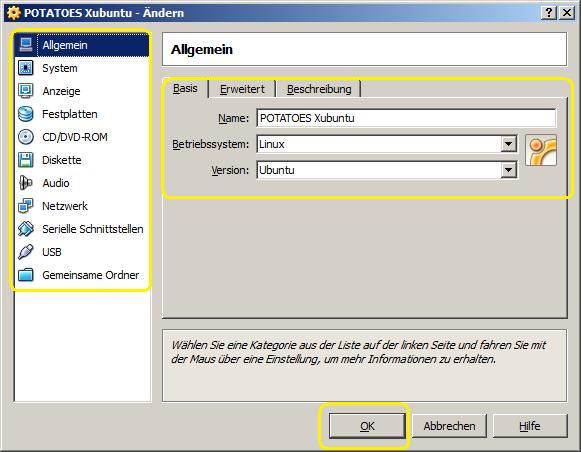 POTATOES Xubuntu - Ändern
Allgemein
System
Anzeige
Festplatten
CD/DVD-ROM
Diskette
Audio
Netzwerk
Serielle Schnittstellen
USB
Gemeinsame Ordner
Allgemein
Basis Erweitert Beschreibung
Name: POTATOES Xubuntu
Betriebssystem: Linux
Version: Ubuntu
Wählen Sie eine Kategorie aus der Liste auf der linken Seite und fahren Sie mit
der Maus über eine Einstellung, um mehr Informationen zu erhalten.
OK Abbrechen Hilfe